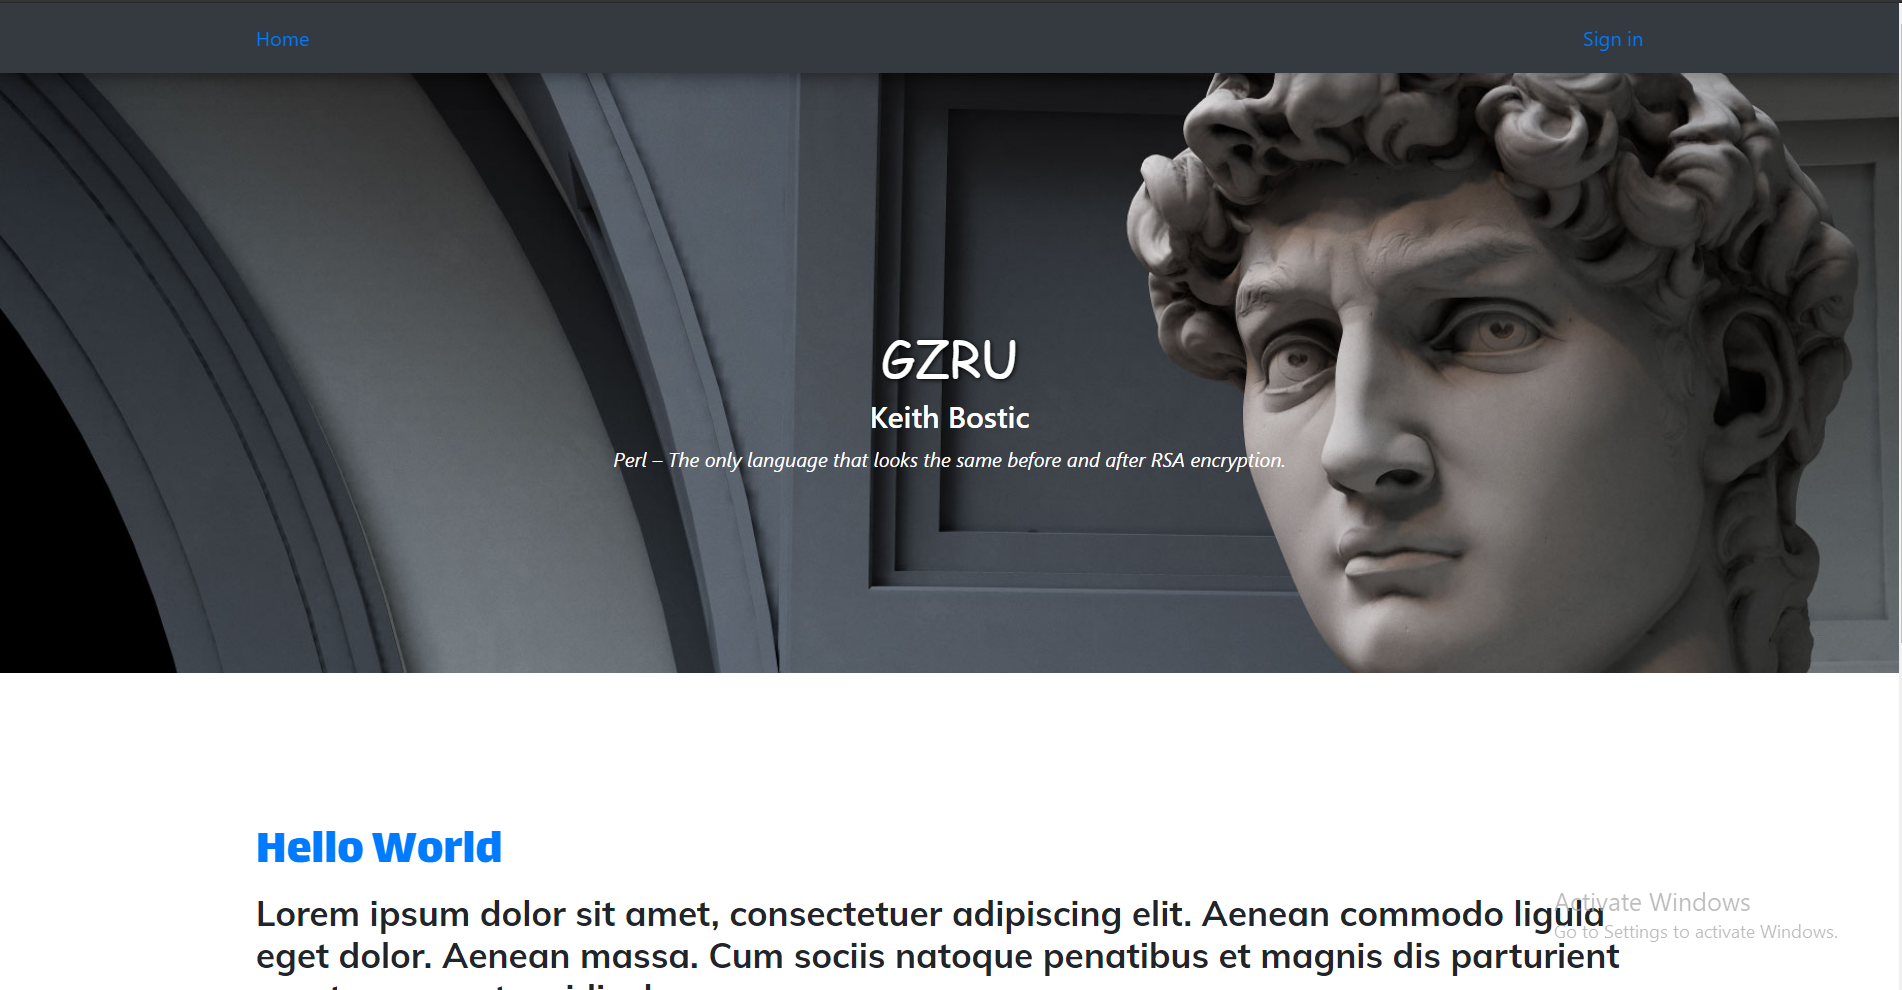 Home
Sign in
GZRU
Keith Bostic
Perl – The only language that looks the same before and after RSA encryption.
Hello World
Lorem ipsum dolor sit amet, consectetuer adipiscing elit. Aenean commodo ligula
eget dolor. Aenean massa. Cum sociis natoque penatibus et magnis dis parturient
Activate Windows
Go to Settings to activate Windows.